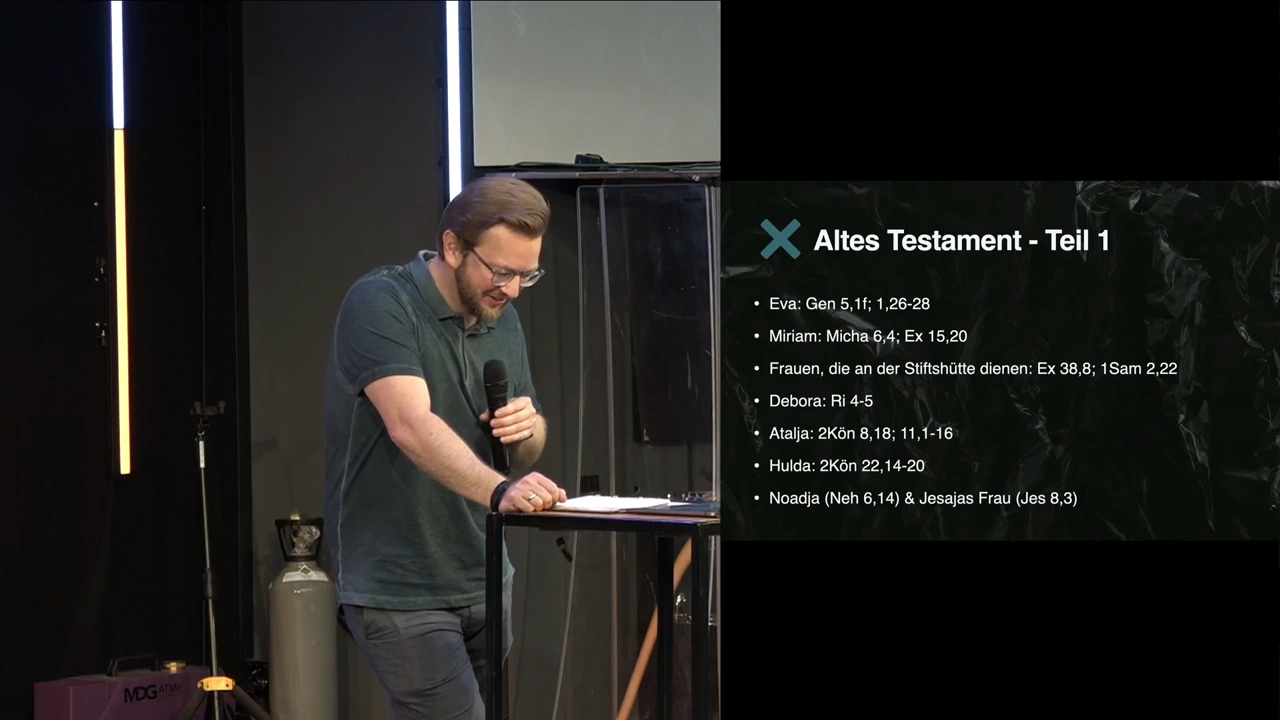 Altes Testament - Teil 1
• Eva: Gen 5,1f; 1,26-28
• Miriam: Micha 6,4; Ex 15,20
• Frauen, die an der Stiftshütte dienen: Ex 38,8; 1Sam 2,22
• Debora: Ri 4-5
• Atalja: 2Kön 8,18; 11,1-16
• Hulda: 2Kön 22,14-20
• Noadja (Neh 6,14) & Jesajas Frau (Jes 8,3)
MDG